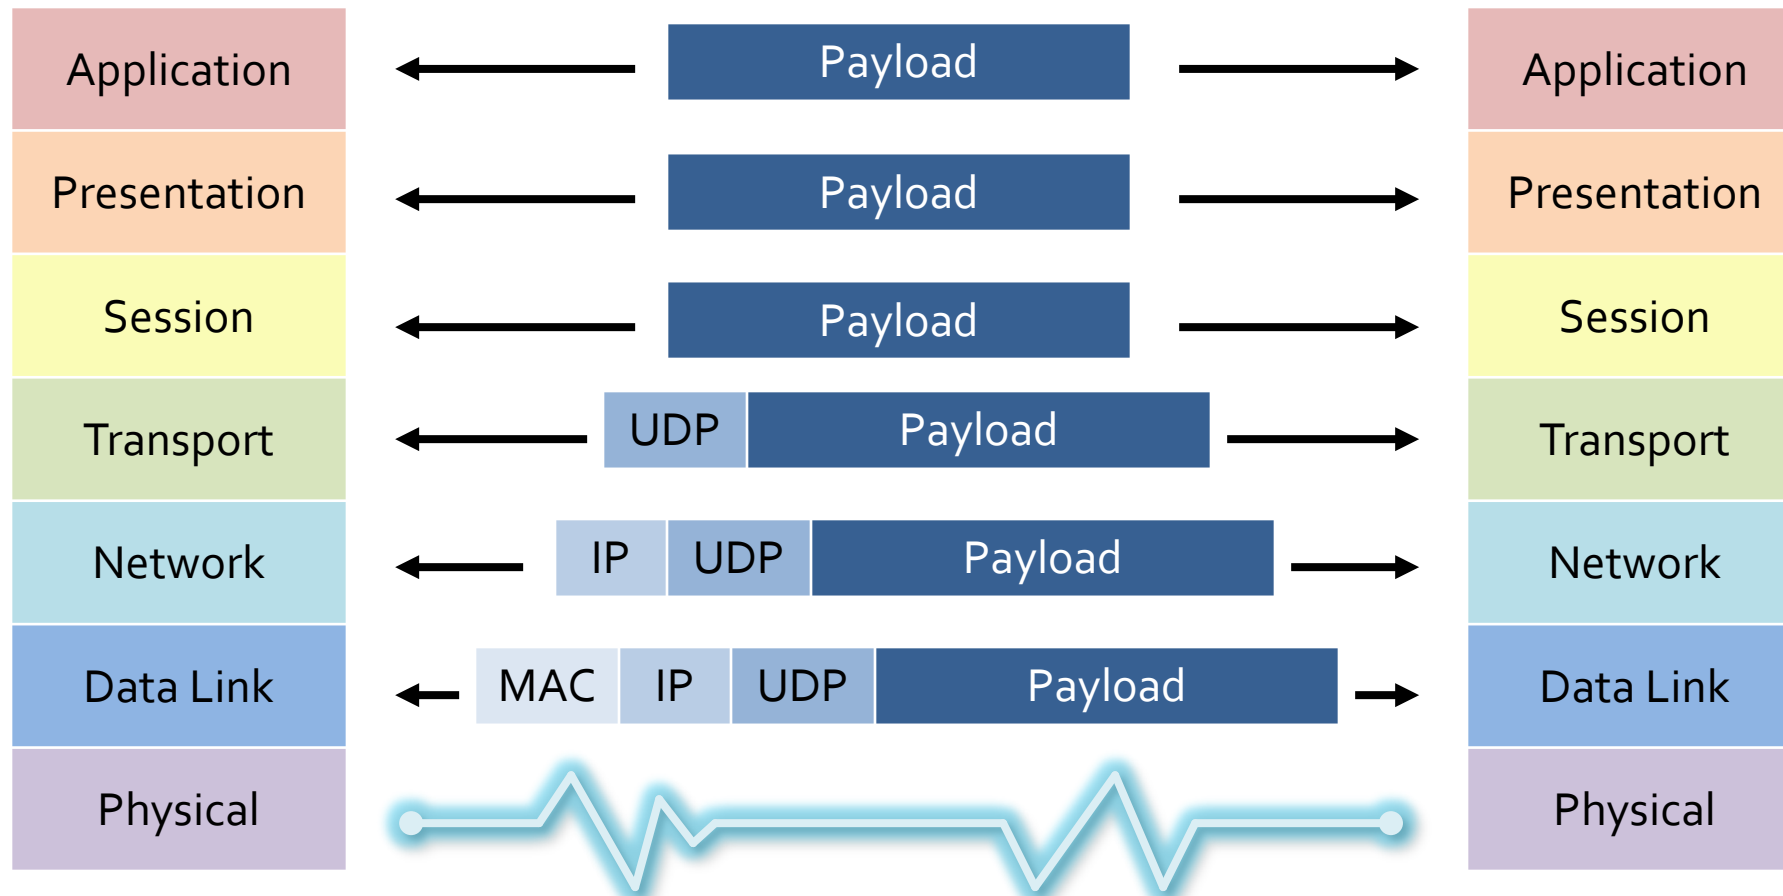 Application Payload Application
Presentation Payload Presentation
Session Payload Session
Transport UDP Payload Transport
Network IP UDP Payload Network
Data Link MAC IP UDP Payload Data Link
Physical Physical